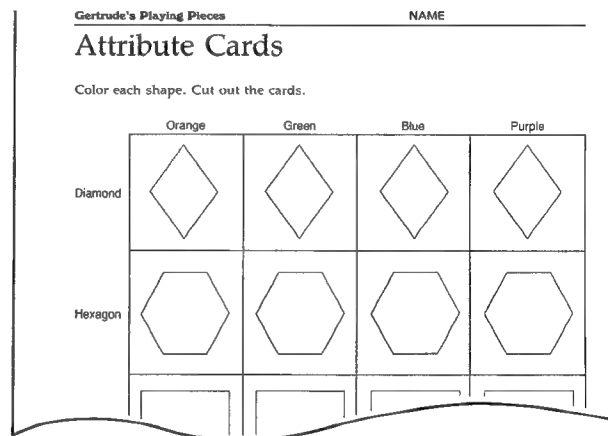 Gertrude's Playing Pieces NAME
Attribute Cards
Color each shape. Cut out the cards.
Orange Green Blue Purple
Diamond
Hexagon